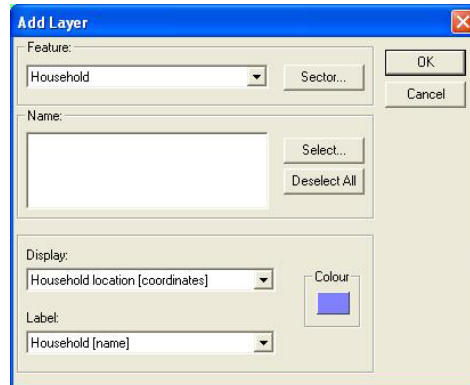 Add Layer
Feature:
Household
Sector...
OK
Cancel
Name:
Select...
Deselect All
Display:
Household location [coordinates]
Colour
Label:
Household [name]